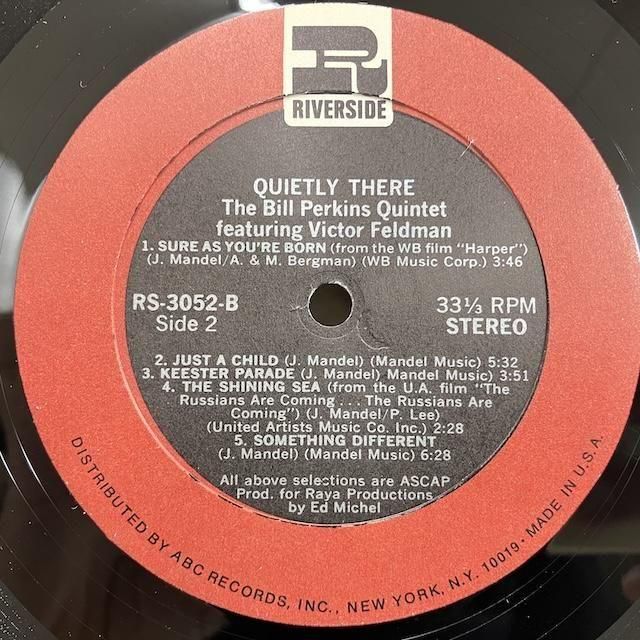 R
RIVERSIDE
QUIETLY THERE
The Bill Perkins Quintet
featuring Victor Feldman
1. SURE AS YOU'RE BORN (from the WB film "Harper")
(J. Mandel/A. & M. Bergman) (WB Music Corp.) 3:46
RS-3052-B
Side 2
33⅓ RPM
STEREO
2. JUST A CHILD (J. Mandel) (Mandel Music) 5:32
3. KEESTER PARADE (J. Mandel) Mandel Music) 3:51
4. THE SHINING SEA (from the U.A. film "The
Russians Are Coming . . . The Russians Are
Coming") (J. Mandel/P. Lee)
(United Artists Music Co. Inc.) 2:28
5. SOMETHING DIFFERENT
(J. Mandel) (Mandel Music) 6:28
All above selections are ASCAP
Prod. for Raya Productions
by Ed Michel
DISTRIBUTED BY ABC RECORDS, INC., NEW YORK, N.Y. 10019 • MADE IN U.S.A.